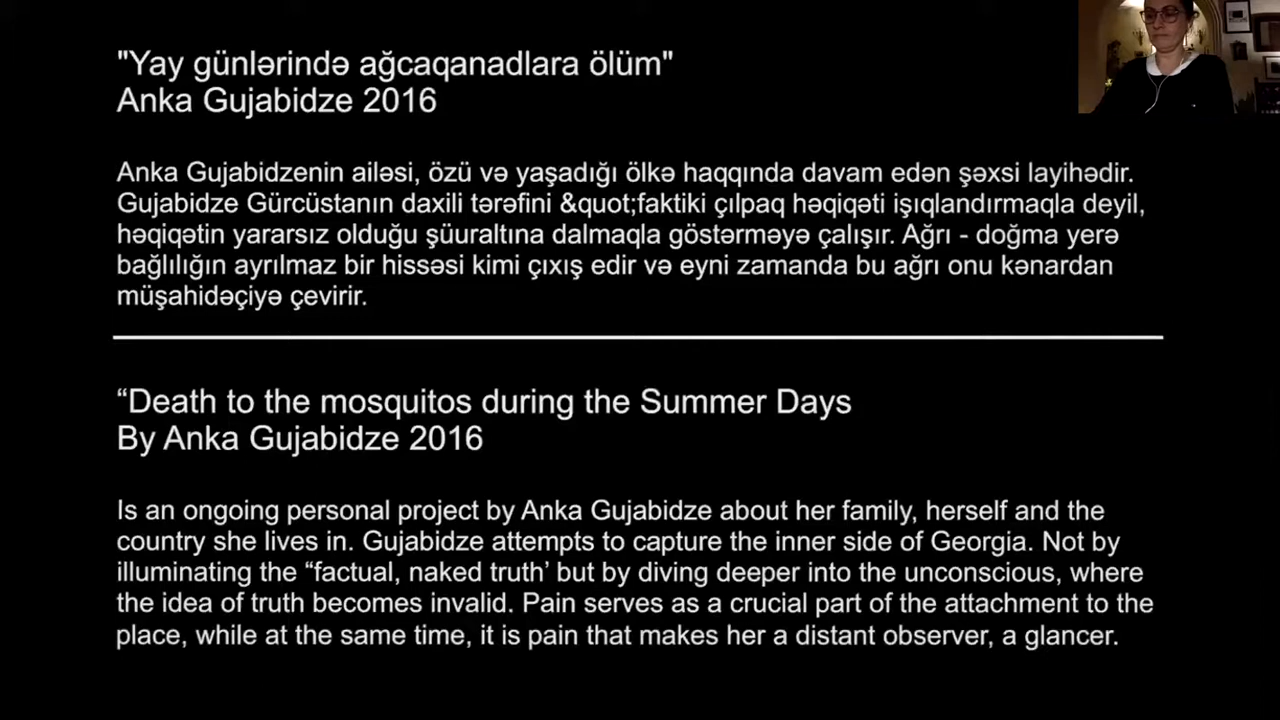 "Yay günlərində ağcaqanadlara ölüm"
Anka Gujabidze 2016
Anka Gujabidzenin ailəsi, özü və yaşadığı ölkə haqqında davam edən şəxsi layihədir.
Gujabidze Gürcüstanın daxili tərəfini &quot;faktiki çılpaq həqiqəti işıqlandırmaqla deyil,
həqiqətin yararsız olduğu şüuraltına dalmaqla göstərməyə çalışır. Ağrı - doğma yerə
bağlılığın ayrılmaz bir hissəsi kimi çıxış edir və eyni zamanda bu ağrı onu kənardan
müşahidəçiyə çevirir.
“Death to the mosquitos during the Summer Days
By Anka Gujabidze 2016
Is an ongoing personal project by Anka Gujabidze about her family, herself and the
country she lives in. Gujabidze attempts to capture the inner side of Georgia. Not by
illuminating the “factual, naked truth’ but by diving deeper into the unconscious, where
the idea of truth becomes invalid. Pain serves as a crucial part of the attachment to the
place, while at the same time, it is pain that makes her a distant observer, a glancer.